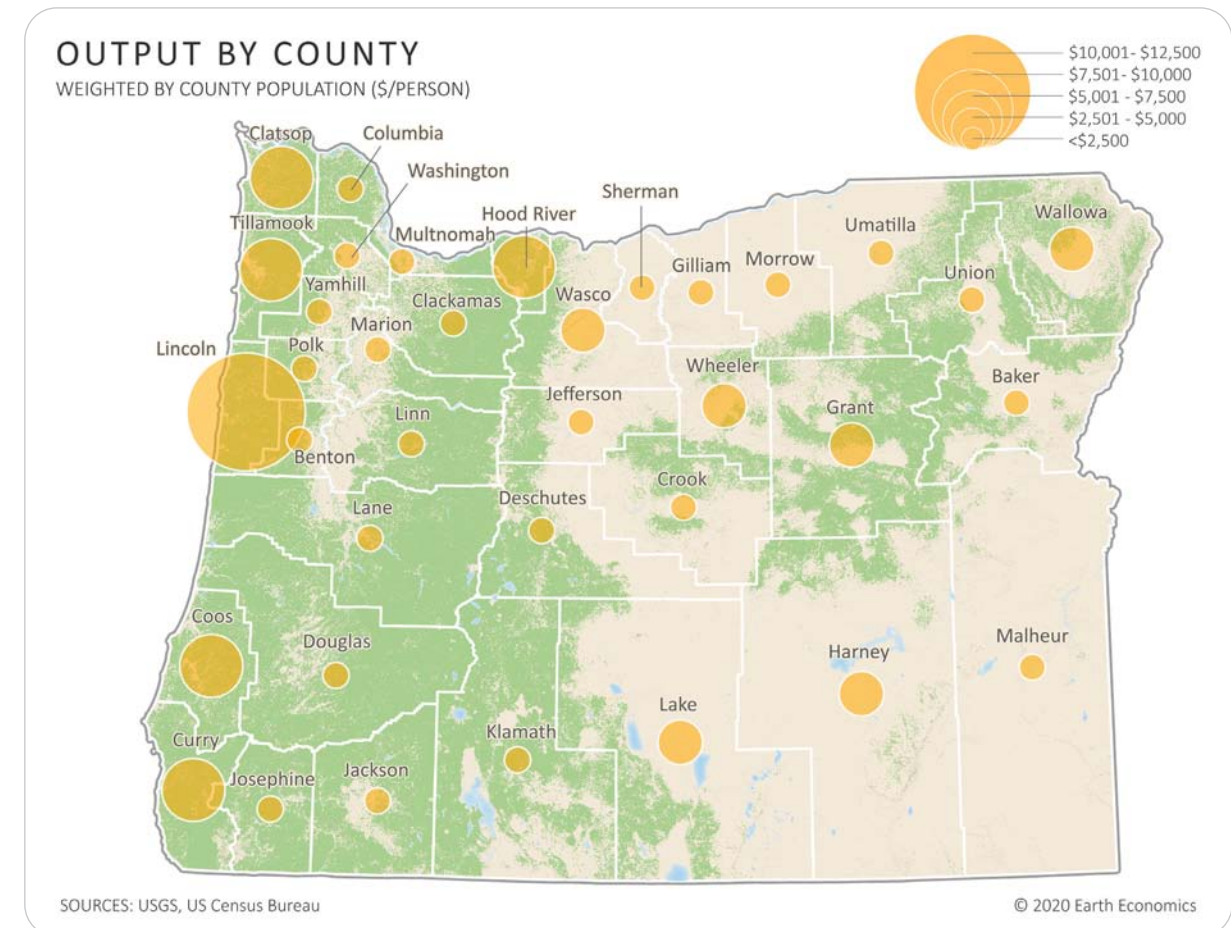 OUTPUT BY COUNTY
WEIGHTED BY COUNTY POPULATION ($/PERSON)
$10,001- $12,500
$7,501- $10,000
$5,001 - $7,500
$2,501 - $5,000
<$2,500
Clatsop
Columbia
Washington
Tillamook
Multnomah
Hood River
Sherman
Umatilla
Wallowa
Yamhill
Clackamas
Wasco
Gilliam
Morrow
Union
Lincoln
Polk
Marion
Jefferson
Wheeler
Grant
Baker
Benton
Linn
Lane
Deschutes
Crook
Coos
Douglas
Harney
Malheur
Curry
Josephine
Jackson
Klamath
Lake
SOURCES: USGS, US Census Bureau
© 2020 Earth Economics